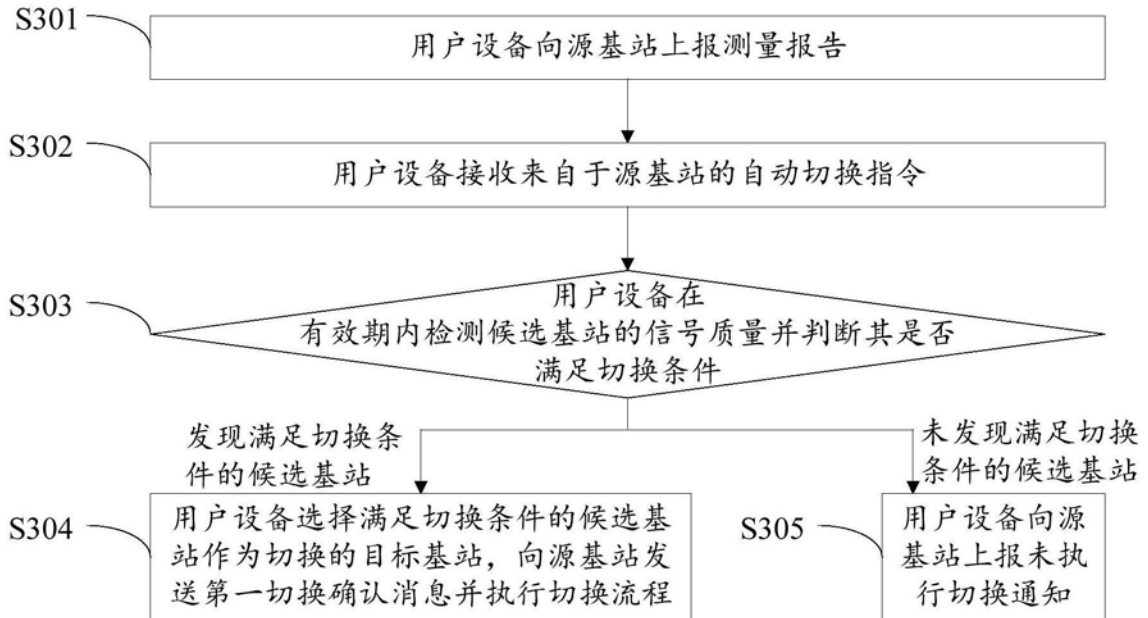 S301
用户设备向源基站上报测量报告
S302
用户设备接收来自于源基站的自动切换指令
S303
用户设备在
有效期内检测候选基站的信号质量并判断其是否
满足切换条件
发现满足切换条
件的候选基站
未发现满足切换
条件的候选基站
S304
用户设备选择满足切换条件的候选基
站作为切换的目标基站，向源基站发
送第一切换确认消息并执行切换流程
S305
用户设备向源
基站上报未执
行切换通知